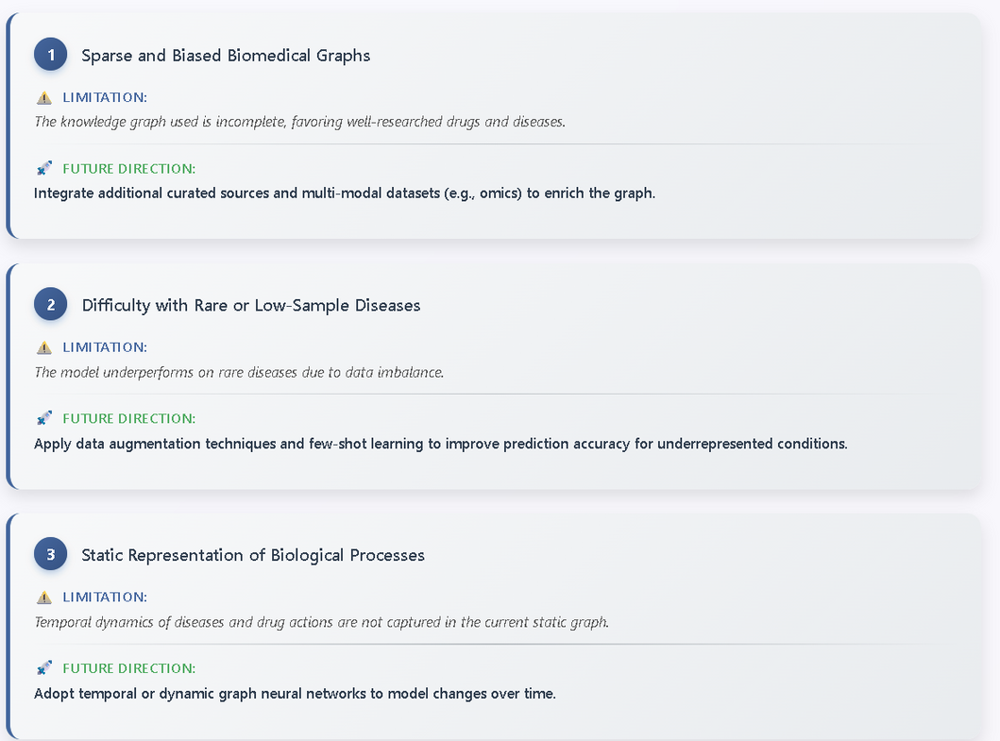 1 Sparse and Biased Biomedical Graphs
LIMITATION:
The knowledge graph used is incomplete, favoring well-researched drugs and diseases.
FUTURE DIRECTION:
Integrate additional curated sources and multi-modal datasets (e.g., omics) to enrich the graph.
2 Difficulty with Rare or Low-Sample Diseases
LIMITATION:
The model underperforms on rare diseases due to data imbalance.
FUTURE DIRECTION:
Apply data augmentation techniques and few-shot learning to improve prediction accuracy for underrepresented conditions.
3 Static Representation of Biological Processes
LIMITATION:
Temporal dynamics of diseases and drug actions are not captured in the current static graph.
FUTURE DIRECTION:
Adopt temporal or dynamic graph neural networks to model changes over time.